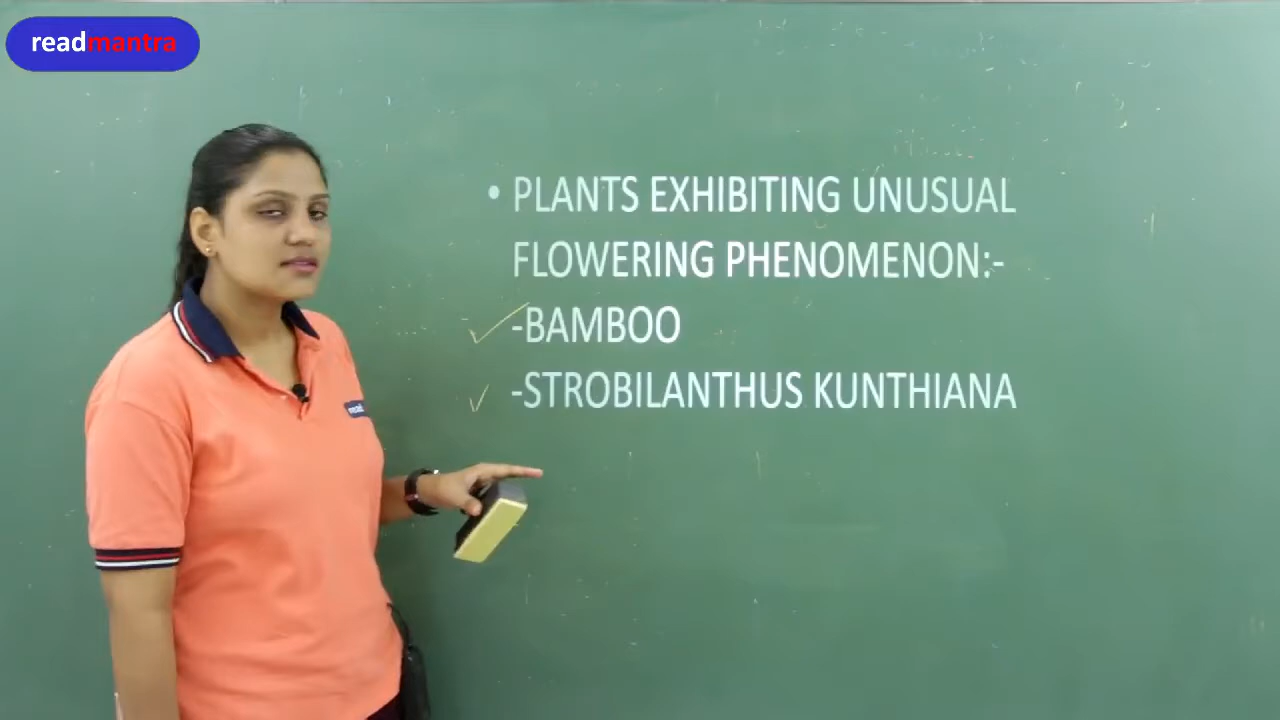 readmantra
• PLANTS EXHIBITING UNUSUAL
FLOWERING PHENOMENON:-
-BAMBOO
-STROBILANTHUS KUNTHIANA